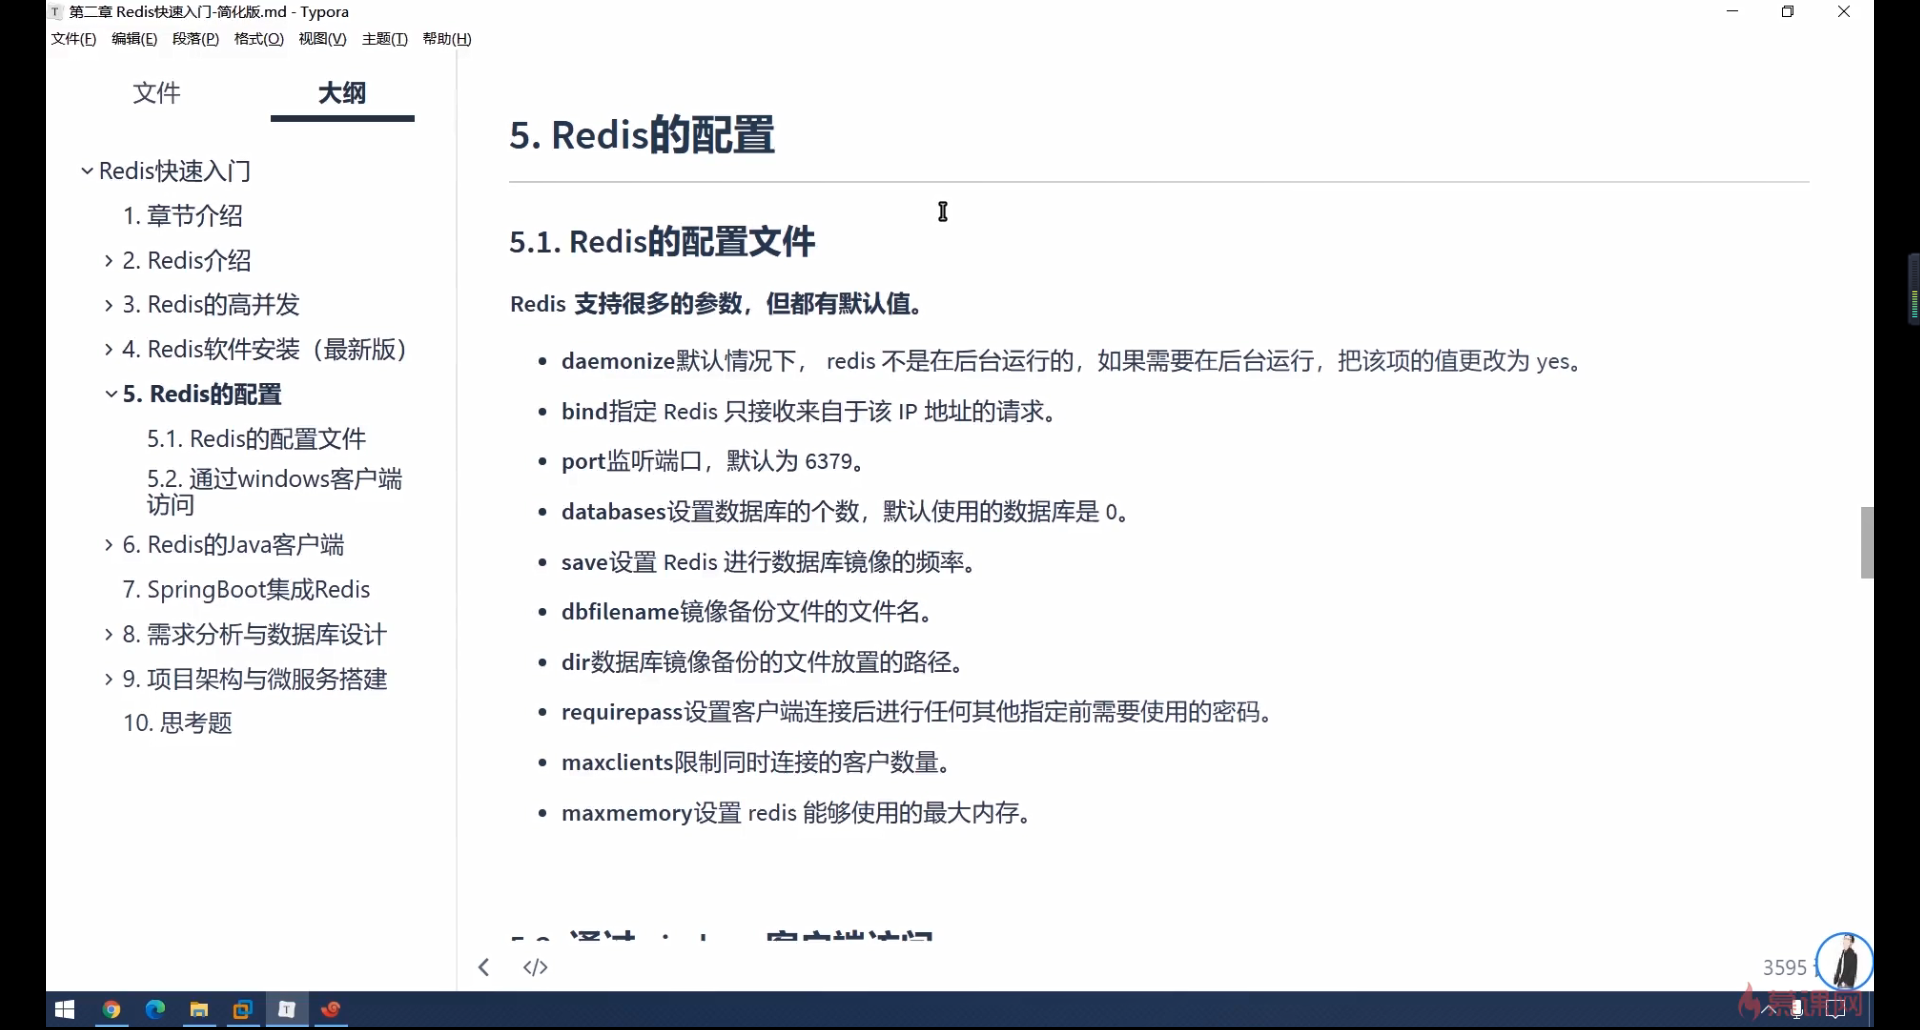 第二章 Redis快速入门-简化版.md - Typora
文件(F) 编辑(E) 段落(P) 格式(O) 视图(V) 主题(T) 帮助(H)
文件 大纲
Redis快速入门
1. 章节介绍
2. Redis介绍
3. Redis的高并发
4. Redis软件安装（最新版）
5. Redis的配置
5.1. Redis的配置文件
5.2. 通过windows客户端
访问
6. Redis的Java客户端
7. SpringBoot集成Redis
8. 需求分析与数据库设计
9. 项目架构与微服务搭建
10. 思考题
5. Redis的配置
5.1. Redis的配置文件
Redis 支持很多的参数，但都有默认值。
daemonize默认情况下， redis 不是在后台运行的，如果需要在后台运行，把该项的值更改为 yes。
bind指定 Redis 只接收来自于该 IP 地址的请求。
port监听端口，默认为 6379。
databases设置数据库的个数，默认使用的数据库是 0。
save设置 Redis 进行数据库镜像的频率。
dbfilename镜像备份文件的文件名。
dir数据库镜像备份的文件放置的路径。
requirepass设置客户端连接后进行任何其他指定前需要使用的密码。
maxclients限制同时连接的客户数量。
maxmemory设置 redis 能够使用的最大内存。
5.2. 通过windows客户端访问
</> 3595
慕课网